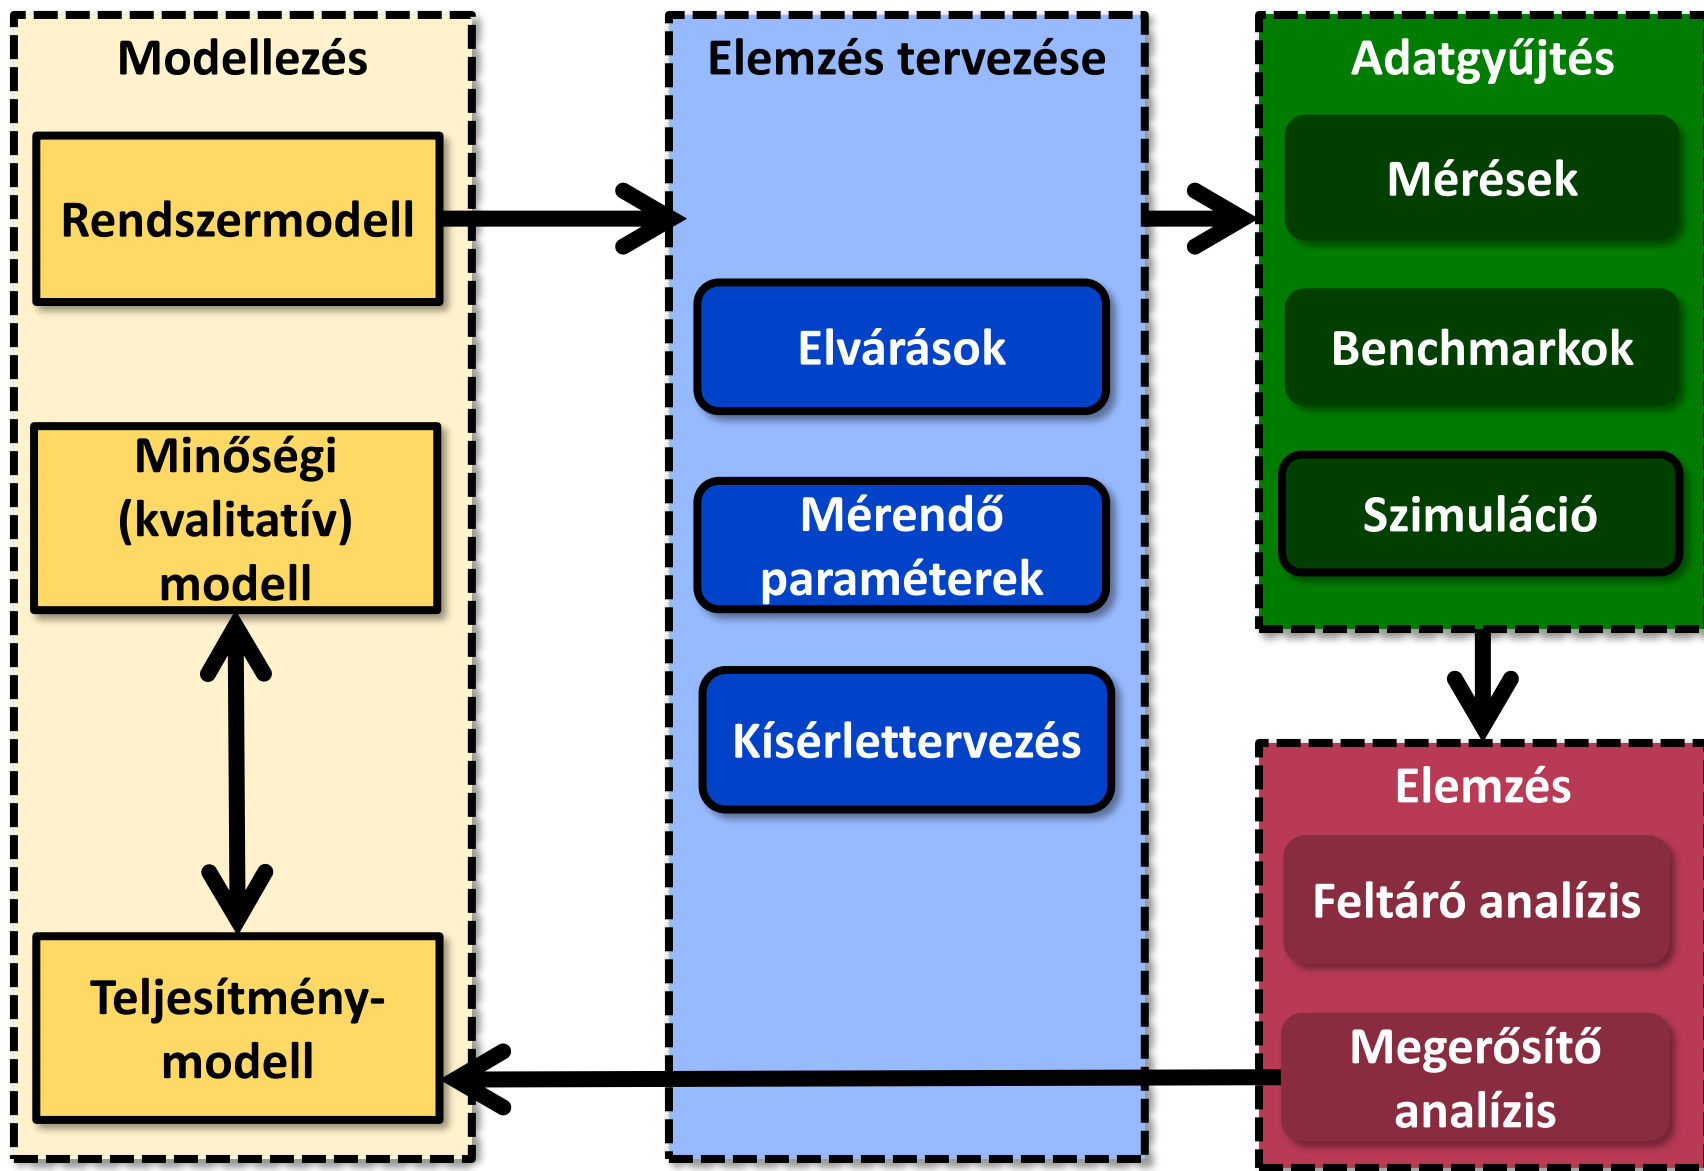 Modellezés
Rendszermodell
Minőségi
(kvalitatív)
modell
Teljesítmény-
modell
Elemzés tervezése
Elvárások
Mérendő
paraméterek
Kísérlettervezés
Adatgyűjtés
Mérések
Benchmarkok
Szimuláció
Elemzés
Feltáró analízis
Megerősítő
analízis